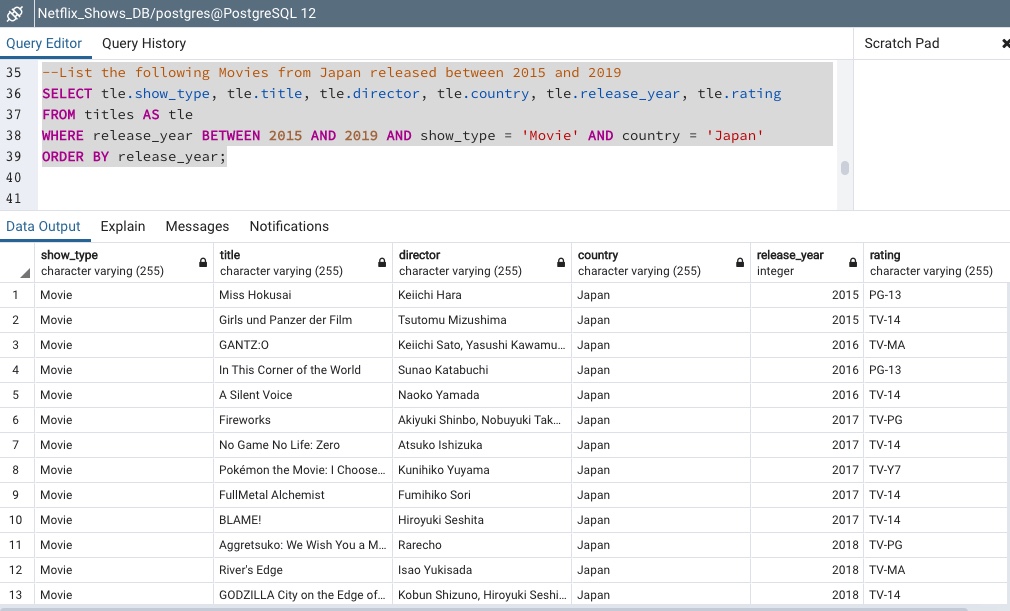 Netflix_Shows_DB/postgres@PostgreSQL 12
Query Editor Query History Scratch Pad
35 --List the following Movies from Japan released between 2015 and 2019
36 SELECT tle.show_type, tle.title, tle.director, tle.country, tle.release_year, tle.rating
37 FROM titles AS tle
38 WHERE release_year BETWEEN 2015 AND 2019 AND show_type = 'Movie' AND country = 'Japan'
39 ORDER BY release_year;
40
41
Data Output Explain Messages Notifications
show_type title director country release_year rating
character varying (255) character varying (255) character varying (255) character varying (255) integer character varying (255)
1 Movie Miss Hokusai Keiichi Hara Japan 2015 PG-13
2 Movie Girls und Panzer der Film Tsutomu Mizushima Japan 2015 TV-14
3 Movie GANTZ:O Keiichi Sato, Yasushi Kawamu... Japan 2016 TV-MA
4 Movie In This Corner of the World Sunao Katabuchi Japan 2016 PG-13
5 Movie A Silent Voice Naoko Yamada Japan 2016 TV-14
6 Movie Fireworks Akiyuki Shinbo, Nobuyuki Tak... Japan 2017 TV-PG
7 Movie No Game No Life: Zero Atsuko Ishizuka Japan 2017 TV-14
8 Movie Pokémon the Movie: I Choose... Kunihiko Yuyama Japan 2017 TV-Y7
9 Movie FullMetal Alchemist Fumihiko Sori Japan 2017 TV-14
10 Movie BLAME! Hiroyuki Seshita Japan 2017 TV-14
11 Movie Aggretsuko: We Wish You a M... Rarecho Japan 2018 TV-PG
12 Movie River's Edge Isao Yukisada Japan 2018 TV-MA
13 Movie GODZILLA City on the Edge of... Kobun Shizuno, Hiroyuki Seshi... Japan 2018 TV-14